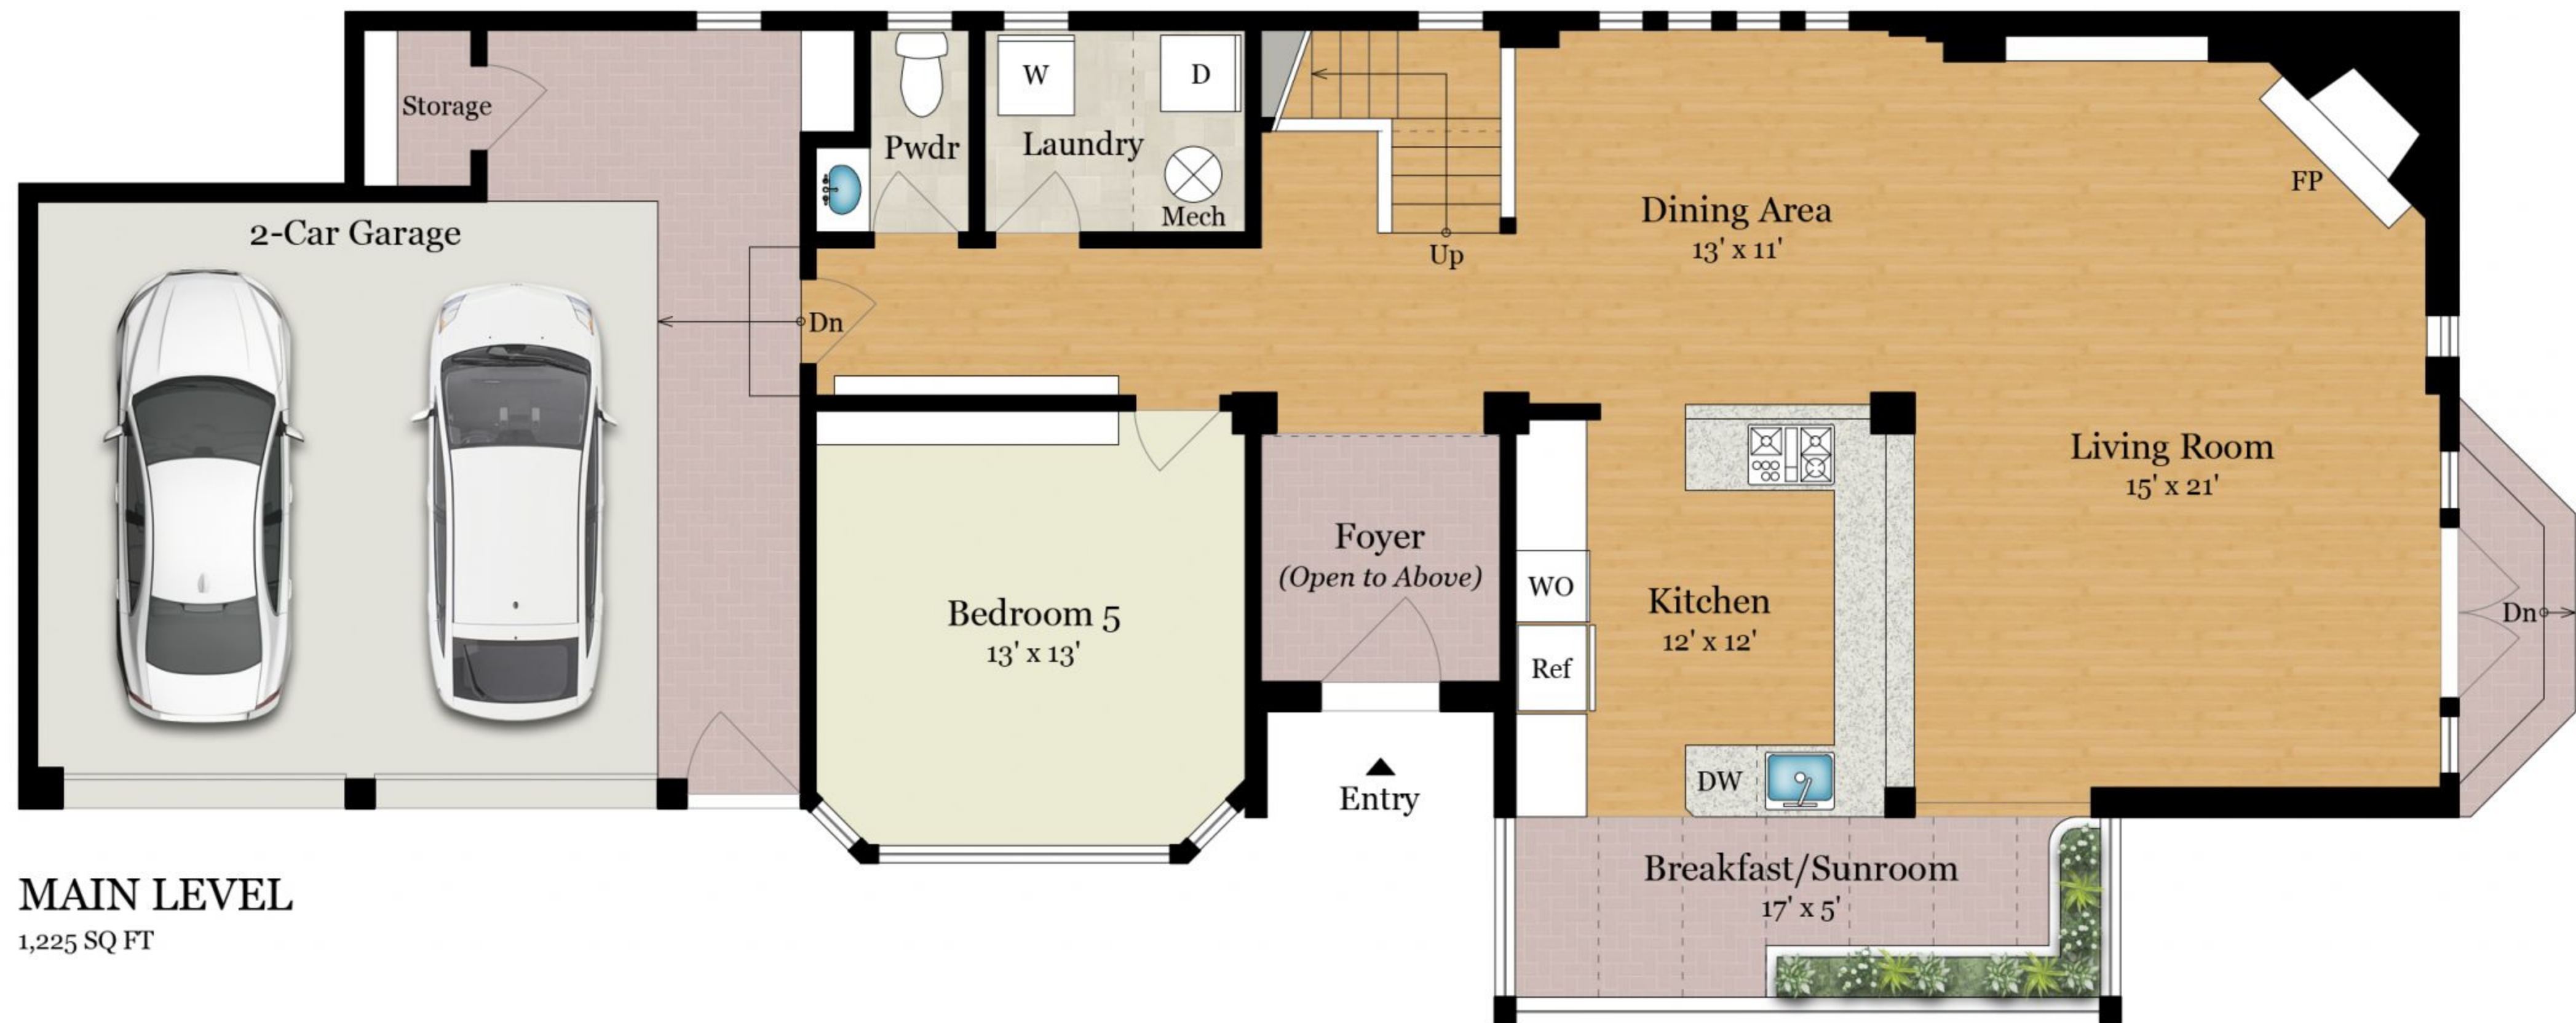 Storage
W
D
Pwdr
Laundry
Mech
2-Car Garage
Dn
Up
Dining Area
13' x 11'
FP
Living Room
15' x 21'
Foyer
(Open to Above)
Bedroom 5
13' x 13'
WO
Ref
Kitchen
12' x 12'
Dn
DW
Entry
Breakfast/Sunroom
17' x 5'
MAIN LEVEL
1,225 SQ FT